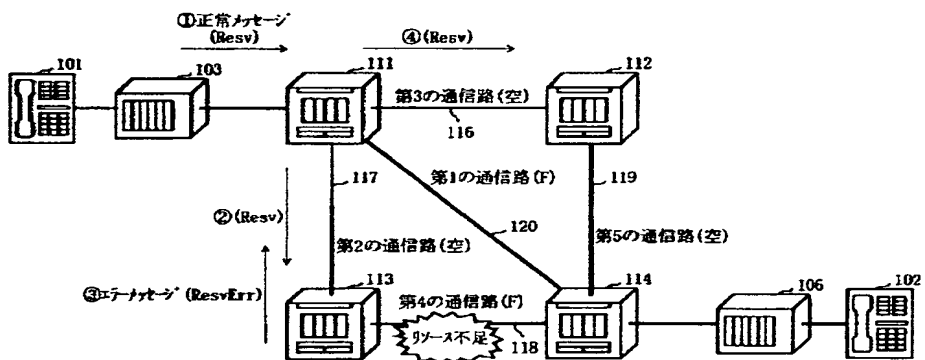 ①正常メッセージ
(Resv)
④(Resv)
101
103
111
112
第3の通信路(空)
116
117
第1の通信路(F)
119
②(Resv)
120
第2の通信路(空)
第5の通信路(空)
113
114
③エラーメッセージ(ResvErr)
第4の通信路(F)
106
102
リソース不足
118